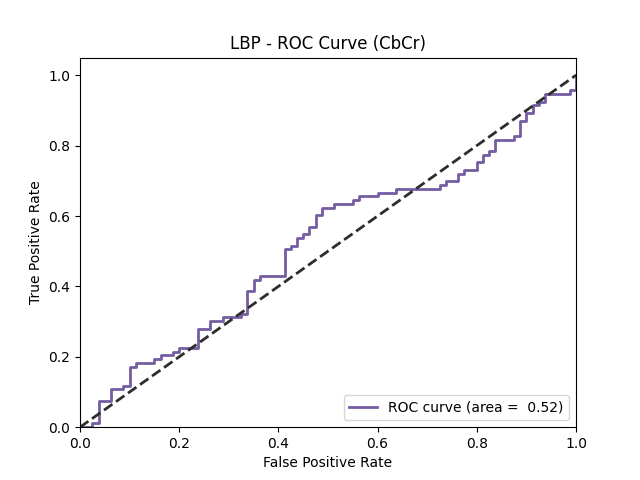 LBP - ROC Curve (CbCr)
1.0
0.8
0.6
0.4
0.2
0.0
True Positive Rate
ROC curve (area =  0.52)
0.0 0.2 0.4 0.6 0.8 1.0
False Positive Rate